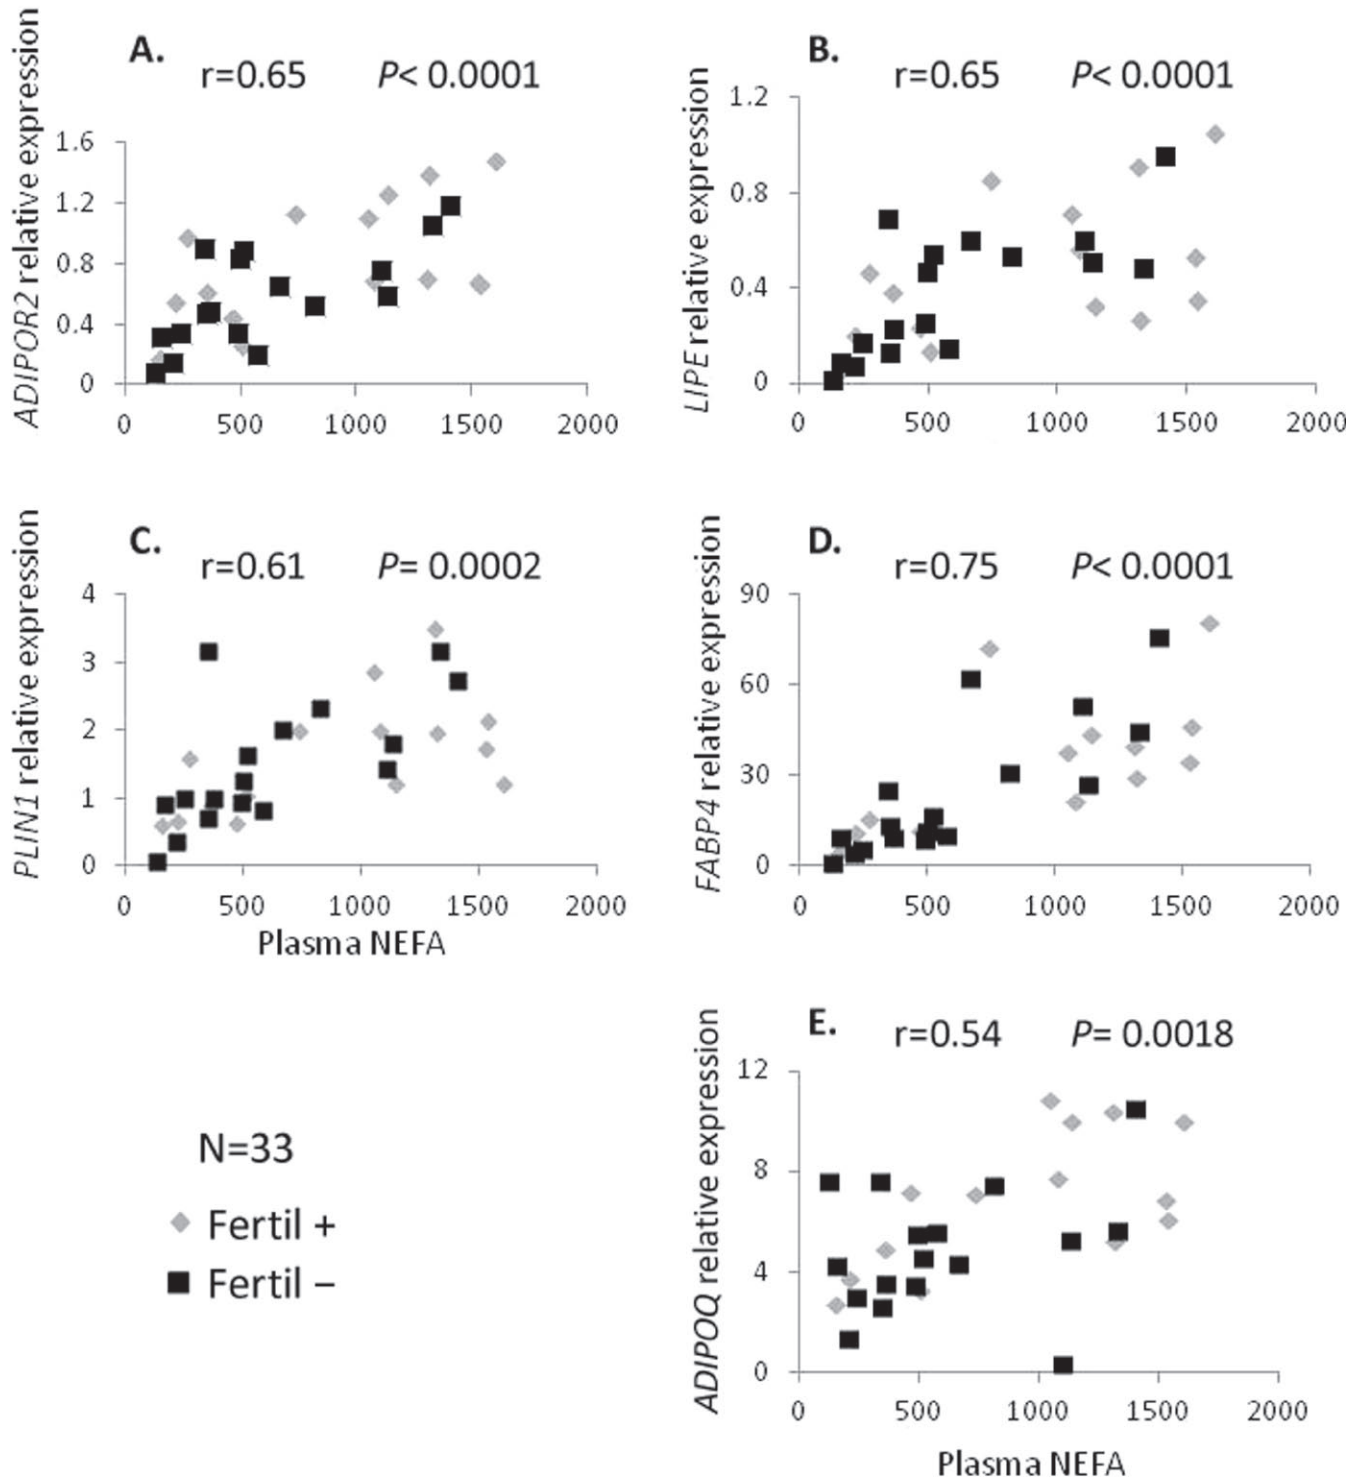 A.
r=0.65 P< 0.0001
ADIPOR2 relative expression
1.6
1.2
0.8
0.4
0
0 500 1000 1500 2000
B.
r=0.65 P< 0.0001
LIPE relative expression
1.2
0.8
0.4
0
0 500 1000 1500 2000
C.
r=0.61 P= 0.0002
PLIN1 relative expression
4
3
2
1
0
0 500 1000 1500 2000
Plasma NEFA
D.
r=0.75 P< 0.0001
FABP4 relative expression
90
60
30
0
0 500 1000 1500 2000
E.
r=0.54 P= 0.0018
ADIPOQ relative expression
12
8
4
0
0 500 1000 1500 2000
Plasma NEFA
N=33
Fertil +
Fertil –